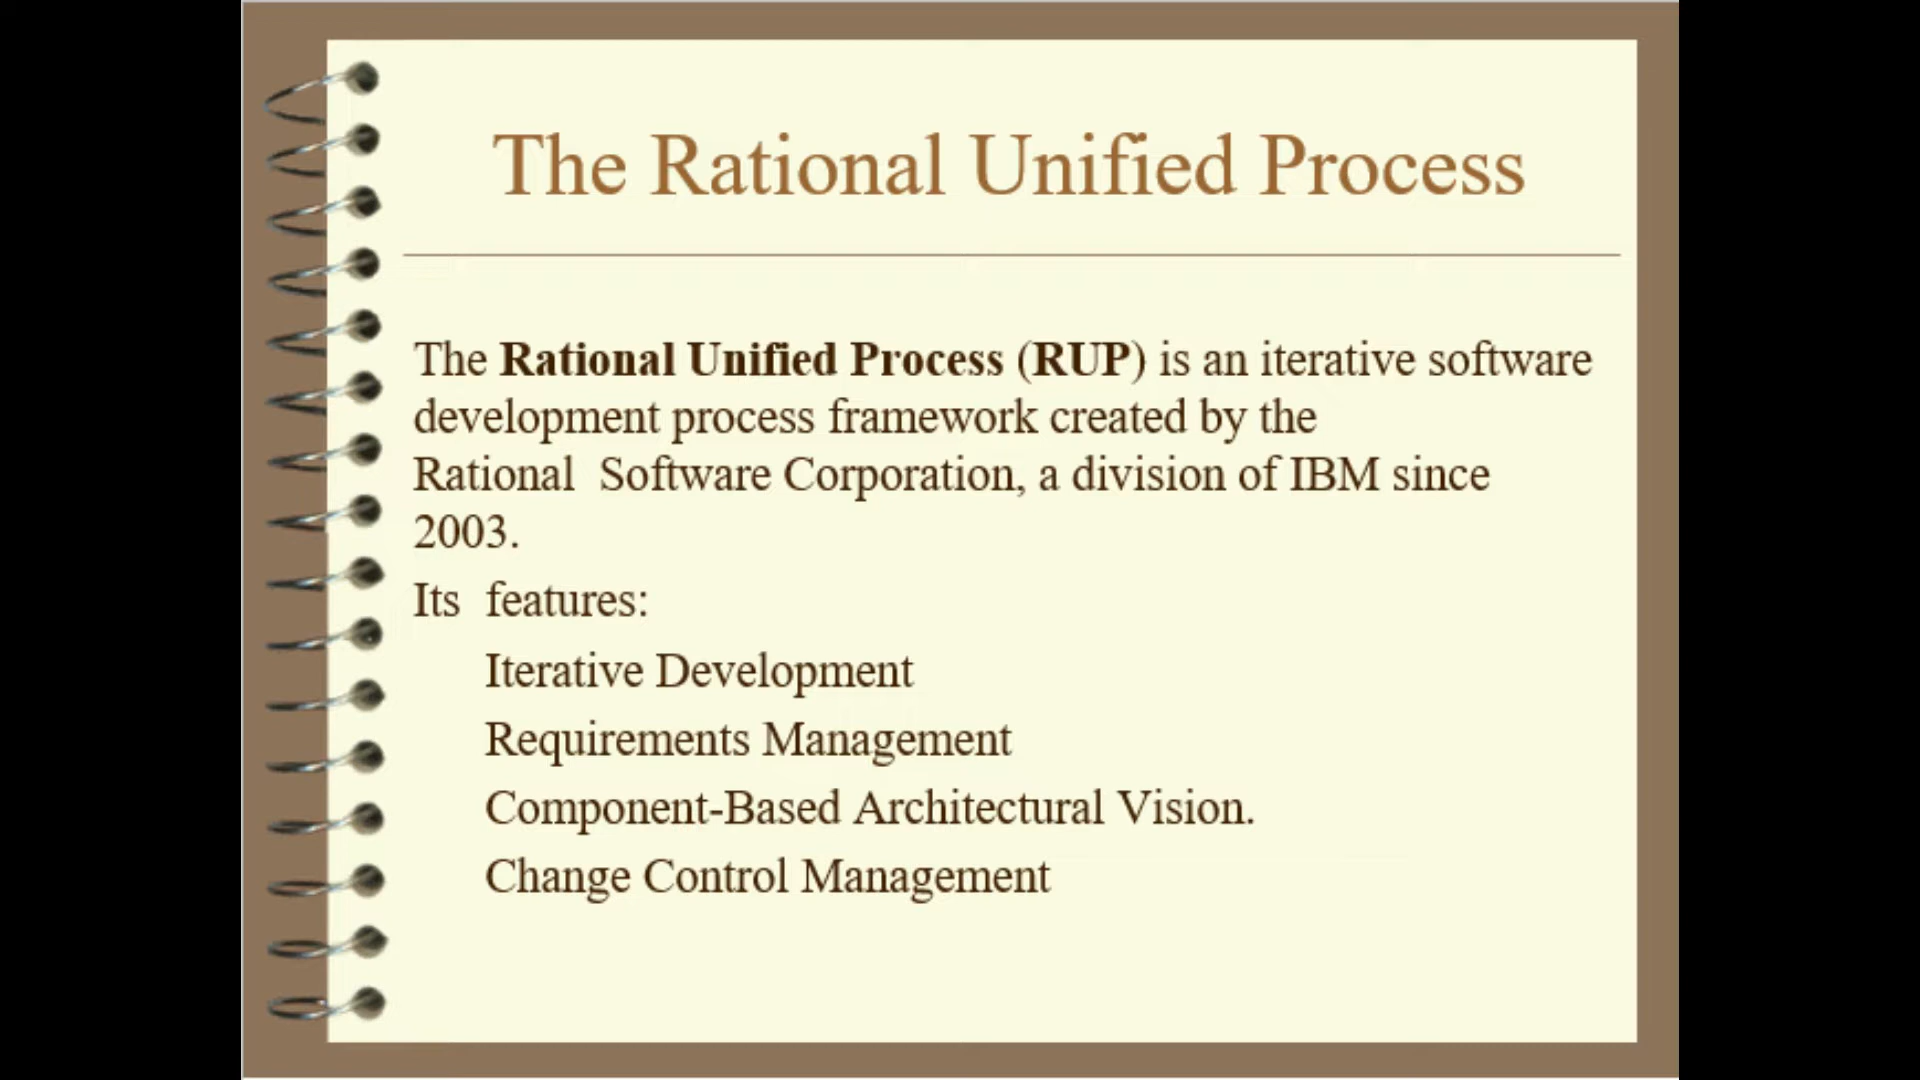 The Rational Unified Process
The Rational Unified Process (RUP) is an iterative software
development process framework created by the
Rational  Software Corporation, a division of IBM since
2003.
Its  features:
Iterative Development
Requirements Management
Component-Based Architectural Vision.
Change Control Management